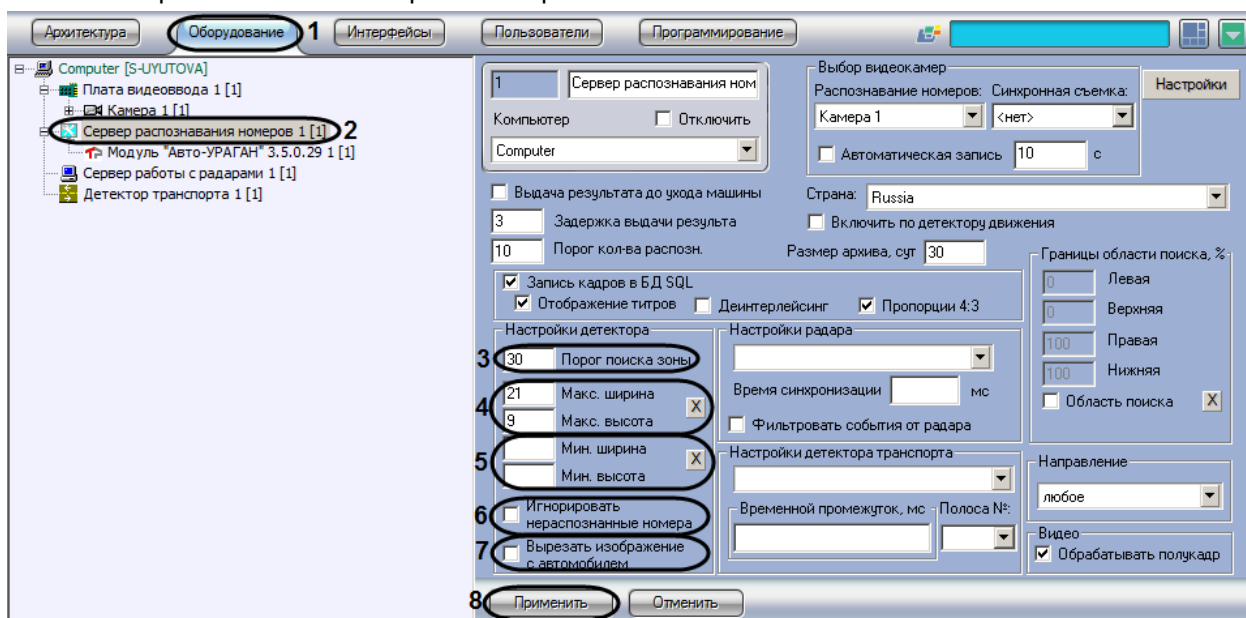 Архитектура Оборудование 1 Интерфейсы Пользователи Программирование
Computer [S-UYUTOVA]
Плата видеоввода 1 [1]
Камера 1 [1]
Сервер распознавания номеров 1 [1] 2
Модуль "Авто-УРАГАН" 3.5.0.29 1 [1]
Сервер работы с радарами 1 [1]
Детектор транспорта 1 [1]
1 Сервер распознавани ном
Компьютер Отключить
Computer
Выбор видеокамер
Распознавание номеров: Синхронная съемка:
Камера 1 <нет>
Автоматическая запись 10 с
Настройки
Выдача результата до ухода машины
3 Задержка выдачи результа
10 Порог кол-ва распозн.
Страна: Russia
Включить по детектору движения
Размер архива, сут 30
Запись кадров в БД SQL
Отображение титров Деинтерлейсинг Пропорции 4:3
Границы области поиска, %
0 Левая
0 Верхняя
100 Правая
100 Нижняя
Область поиска X
Настройки детектора
3 30 Порог поиска зоны
4 21 Макс. ширина X
9 Макс. высота
5 Мин. ширина X
Мин. высота
6 Игнорировать
нераспознанные номера
7 Вырезать изображение
с автомобилем
Настройки радара
Время синхронизации мс
Фильтровать события от радара
Настройки детектора транспорта
Временной промежуток, мс Полоса №:
Направление
любое
Видео
Обрабатывать полукадр
8 Применить Отменить